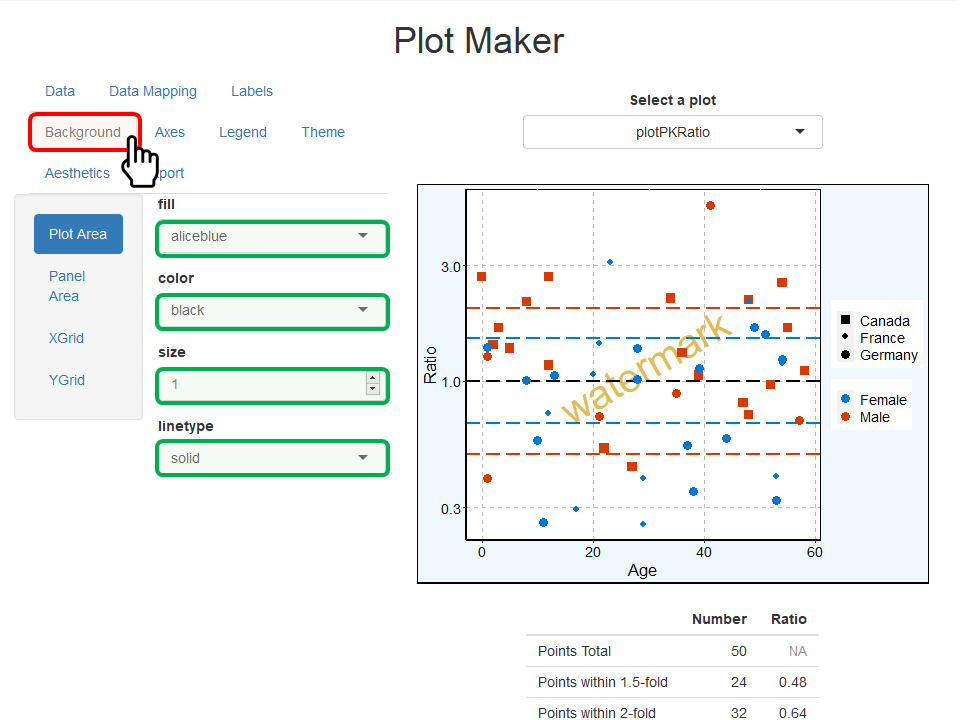 Plot Maker
Data Data Mapping Labels
Background Axes Legend Theme
Aesthetics port
Plot Area
Panel
Area
XGrid
YGrid
fill
aliceblue
color
black
size
1
linetype
solid
Select a plot
plotPKRatio
Ratio
3.0
1.0
0.3
watermark
0 20 40 60
Age
Canada
France
Germany
Female
Male
Number Ratio
Points Total 50 NA
Points within 1.5-fold 24 0.48
Points within 2-fold 32 0.64